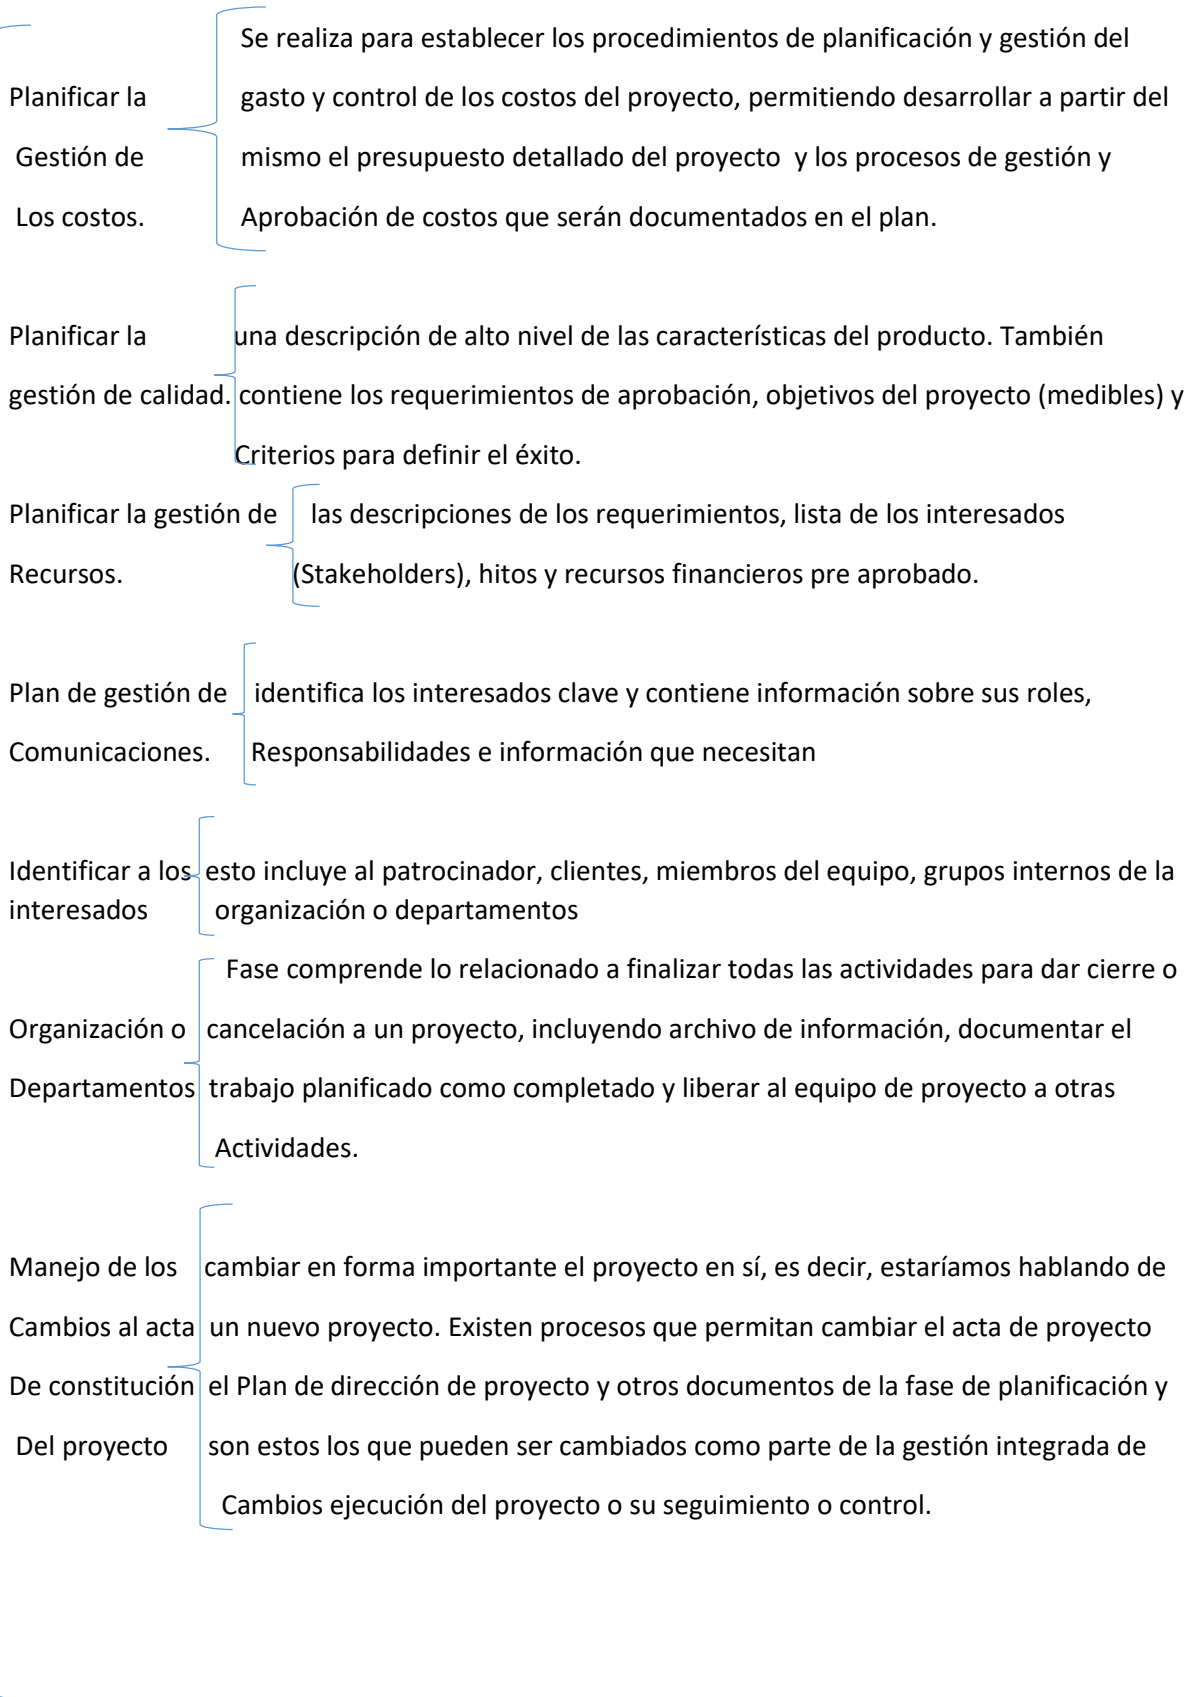 Se realiza para establecer los procedimientos de planificación y gestión del
Planificar la gasto y control de los costos del proyecto, permitiendo desarrollar a partir del
Gestión de mismo el presupuesto detallado del proyecto y los procesos de gestión y
Los costos. Aprobación de costos que serán documentados en el plan.
Planificar la una descripción de alto nivel de las características del producto. También
gestión de calidad. contiene los requerimientos de aprobación, objetivos del proyecto (medibles) y
Criterios para definir el éxito.
Planificar la gestión de las descripciones de los requerimientos, lista de los interesados
Recursos. (Stakeholders), hitos y recursos financieros pre aprobado.
Plan de gestión de identifica los interesados clave y contiene información sobre sus roles,
Comunicaciones. Responsabilidades e información que necesitan
Identificar a los esto incluye al patrocinador, clientes, miembros del equipo, grupos internos de la
interesados organización o departamentos
Fase comprende lo relacionado a finalizar todas las actividades para dar cierre o
Organización o cancelación a un proyecto, incluyendo archivo de información, documentar el
Departamentos trabajo planificado como completado y liberar al equipo de proyecto a otras
Actividades.
Manejo de los cambiar en forma importante el proyecto en sí, es decir, estaríamos hablando de
Cambios al acta un nuevo proyecto. Existen procesos que permitan cambiar el acta de proyecto
De constitución el Plan de dirección de proyecto y otros documentos de la fase de planificación y
Del proyecto son estos los que pueden ser cambiados como parte de la gestión integrada de
Cambios ejecución del proyecto o su seguimiento o control.